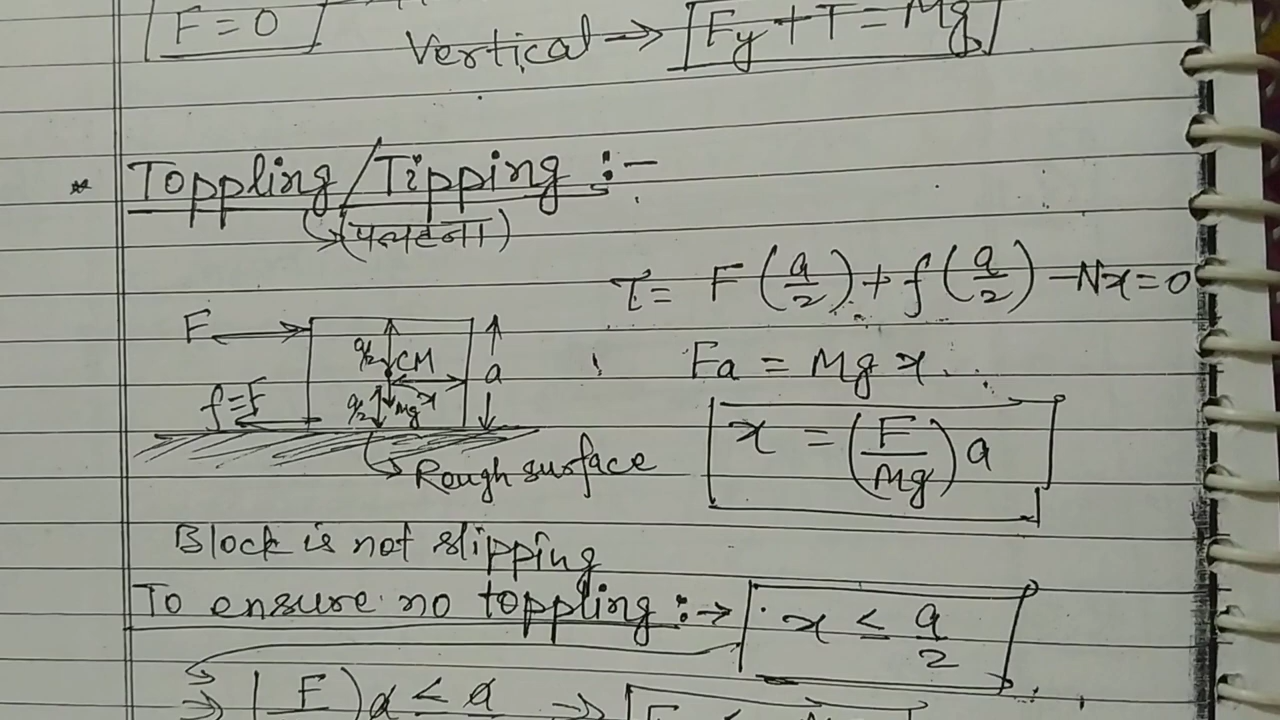 F = 0
Vertical → Fy + T = Mg
* Toppling/Tipping :-
↳ (पलटना)
τ = F (a/2) + f (a/2) - Nx = 0
F
a/2 CM
a
f=F
a/2 Mg x
Fa = Mg x
x = (F/Mg) a
Rough surface
Block is not slipping
To ensure no toppling :→ x ≤ a/2